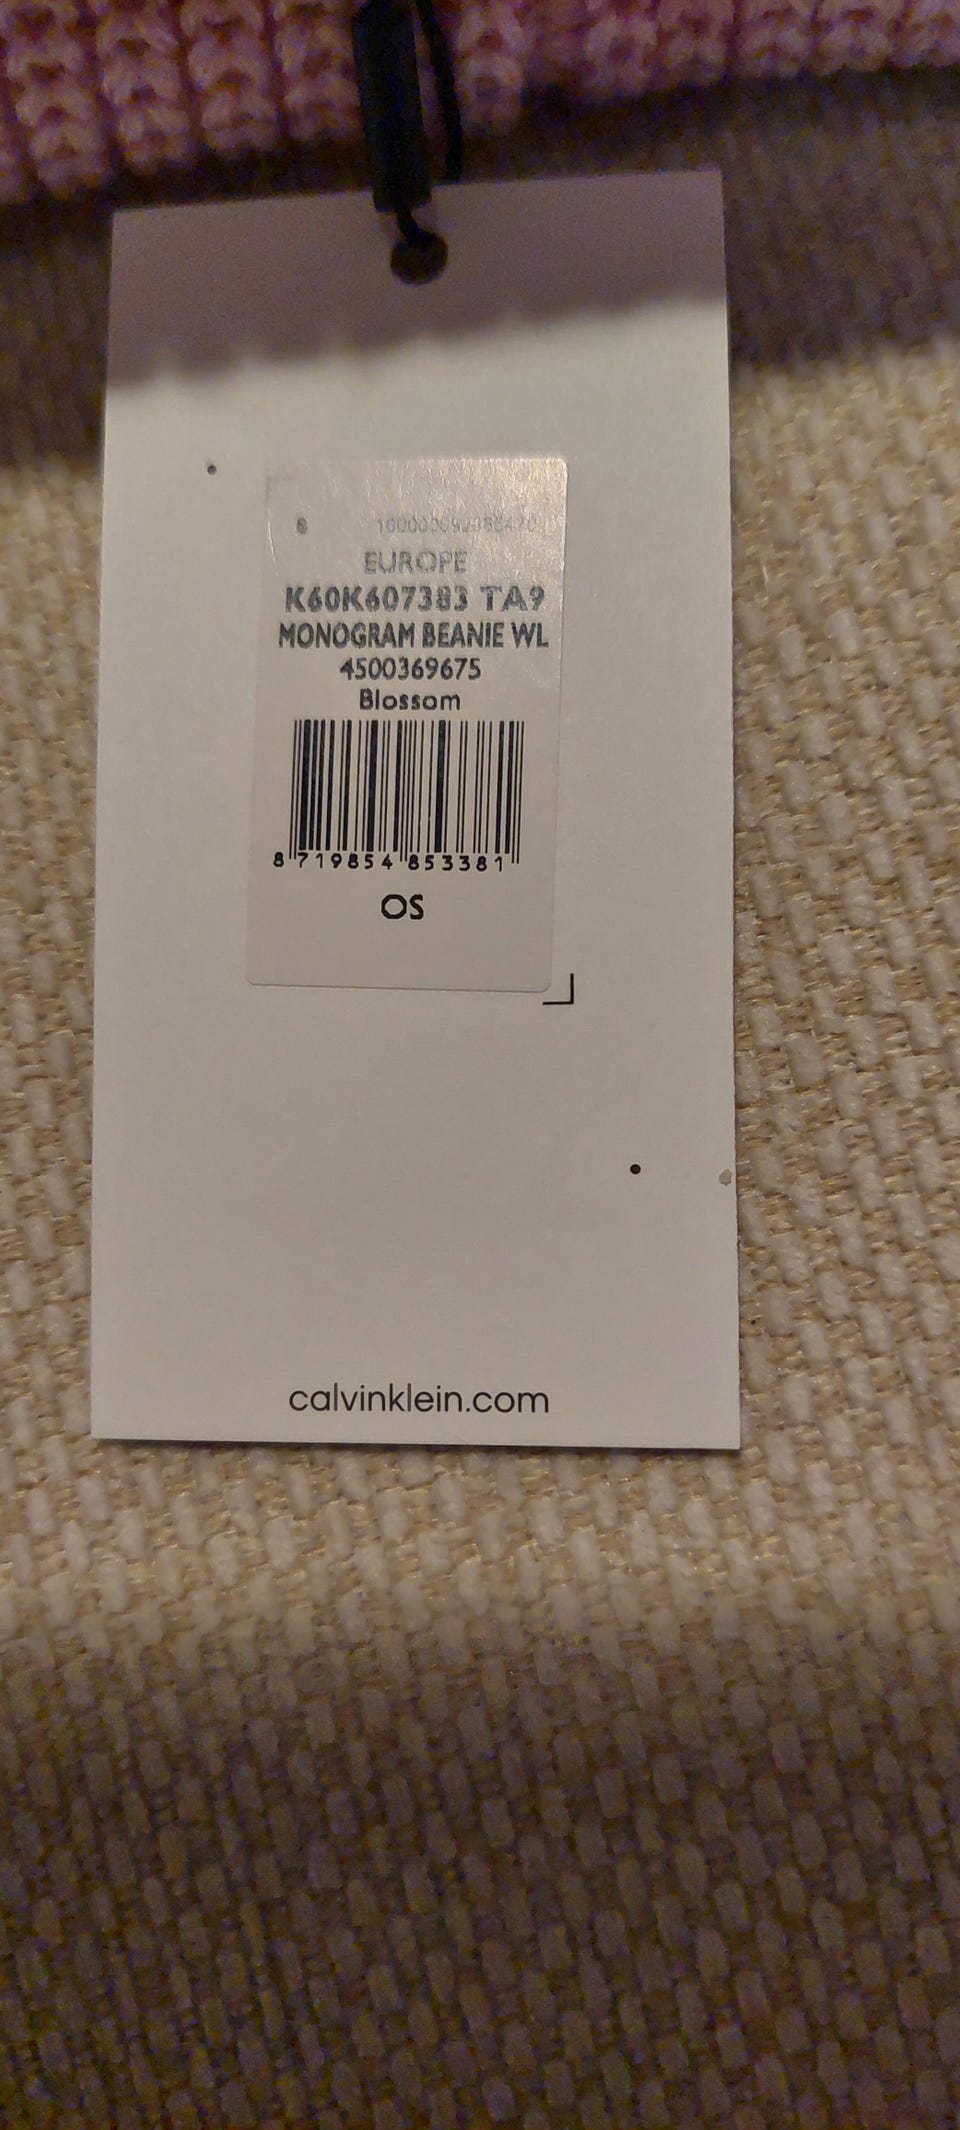 8
EUROPE
K60K607383 TA9
MONOGRAM BEANIE WL
4500369675
Blossom
8 719854 853381
OS
calvinklein.com